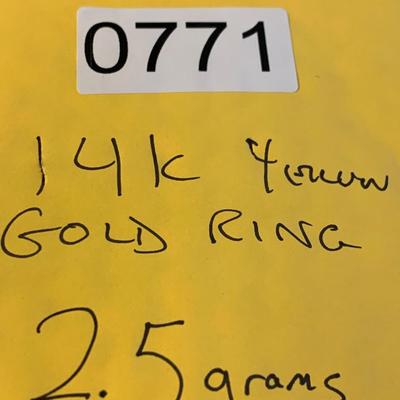 0771
14k Yellow
GOLD RING
2.5 grams